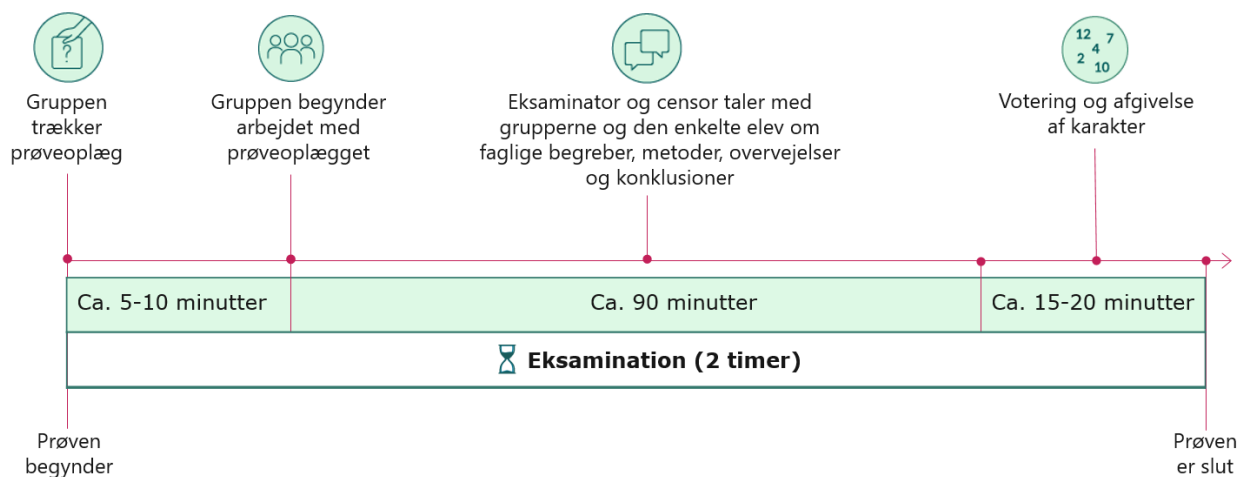 ?
12 7
4
2
10
Gruppen
trækker
prøveoplæg
Gruppen begynder
arbejdet med
prøveoplægget
Eksaminator og censor taler med
grupperne og den enkelte elev om
faglige begreber, metoder, overvejelser
og konklusioner
Votering og afgivelse
af karakter
Ca. 5-10 minutter
Ca. 90 minutter
Ca. 15-20 minutter
Eksamination (2 timer)
Prøven
begynder
Prøven
er slut